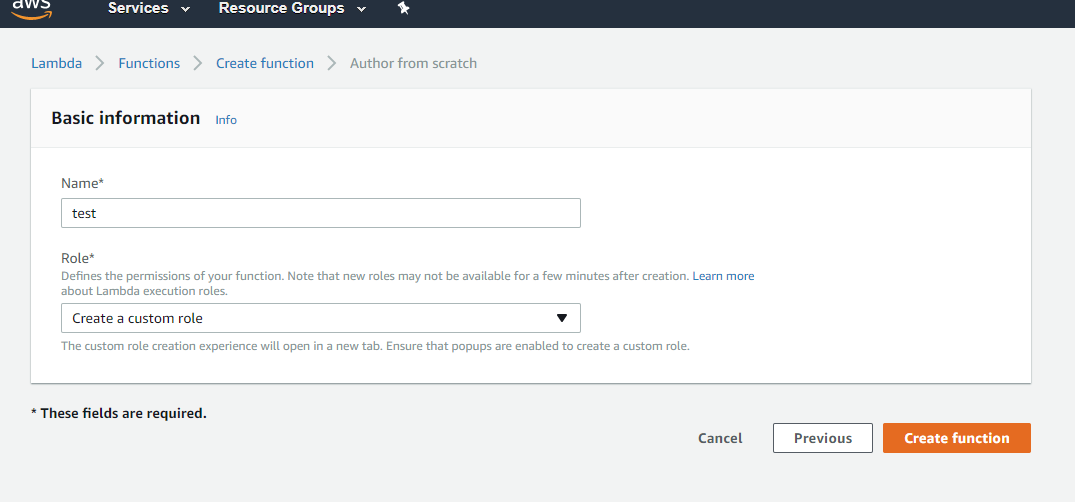 aws Services Resource Groups
Lambda Functions Create function Author from scratch
Basic information Info
Name*
test
Role*
Defines the permissions of your function. Note that new roles may not be available for a few minutes after creation. Learn more
about Lambda execution roles.
Create a custom role
The custom role creation experience will open in a new tab. Ensure that popups are enabled to create a custom role.
* These fields are required.
Cancel Previous Create function